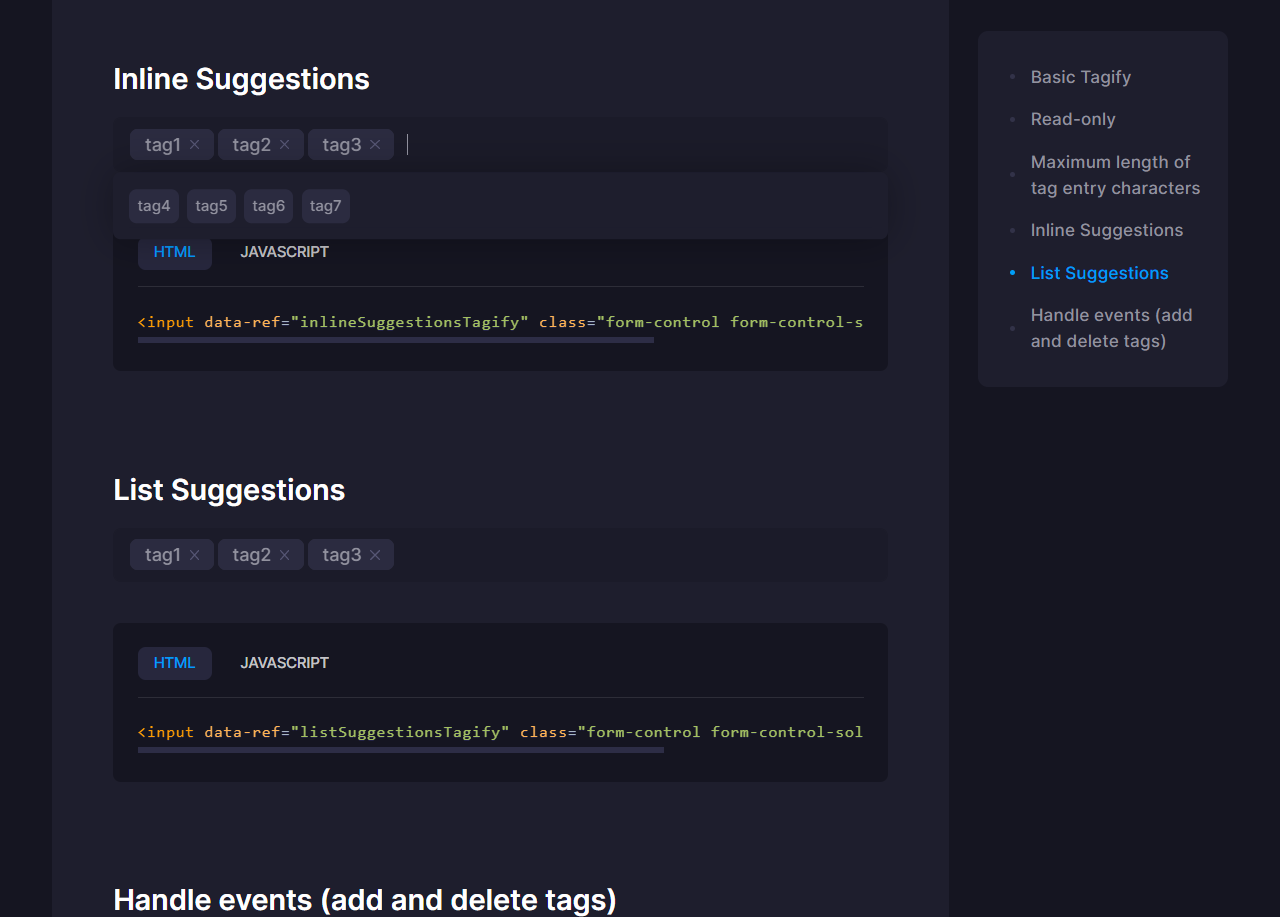 Inline Suggestions
tag1 × tag2 × tag3 ×
tag4 tag5 tag6 tag7
HTML JAVASCRIPT
<input data-ref="inlineSuggestionsTagify" class="form-control form-control-s
List Suggestions
tag1 × tag2 × tag3 ×
HTML JAVASCRIPT
<input data-ref="listSuggestionsTagify" class="form-control form-control-sol
Handle events (add and delete tags)
Basic Tagify
Read-only
Maximum length of
tag entry characters
Inline Suggestions
List Suggestions
Handle events (add
and delete tags)